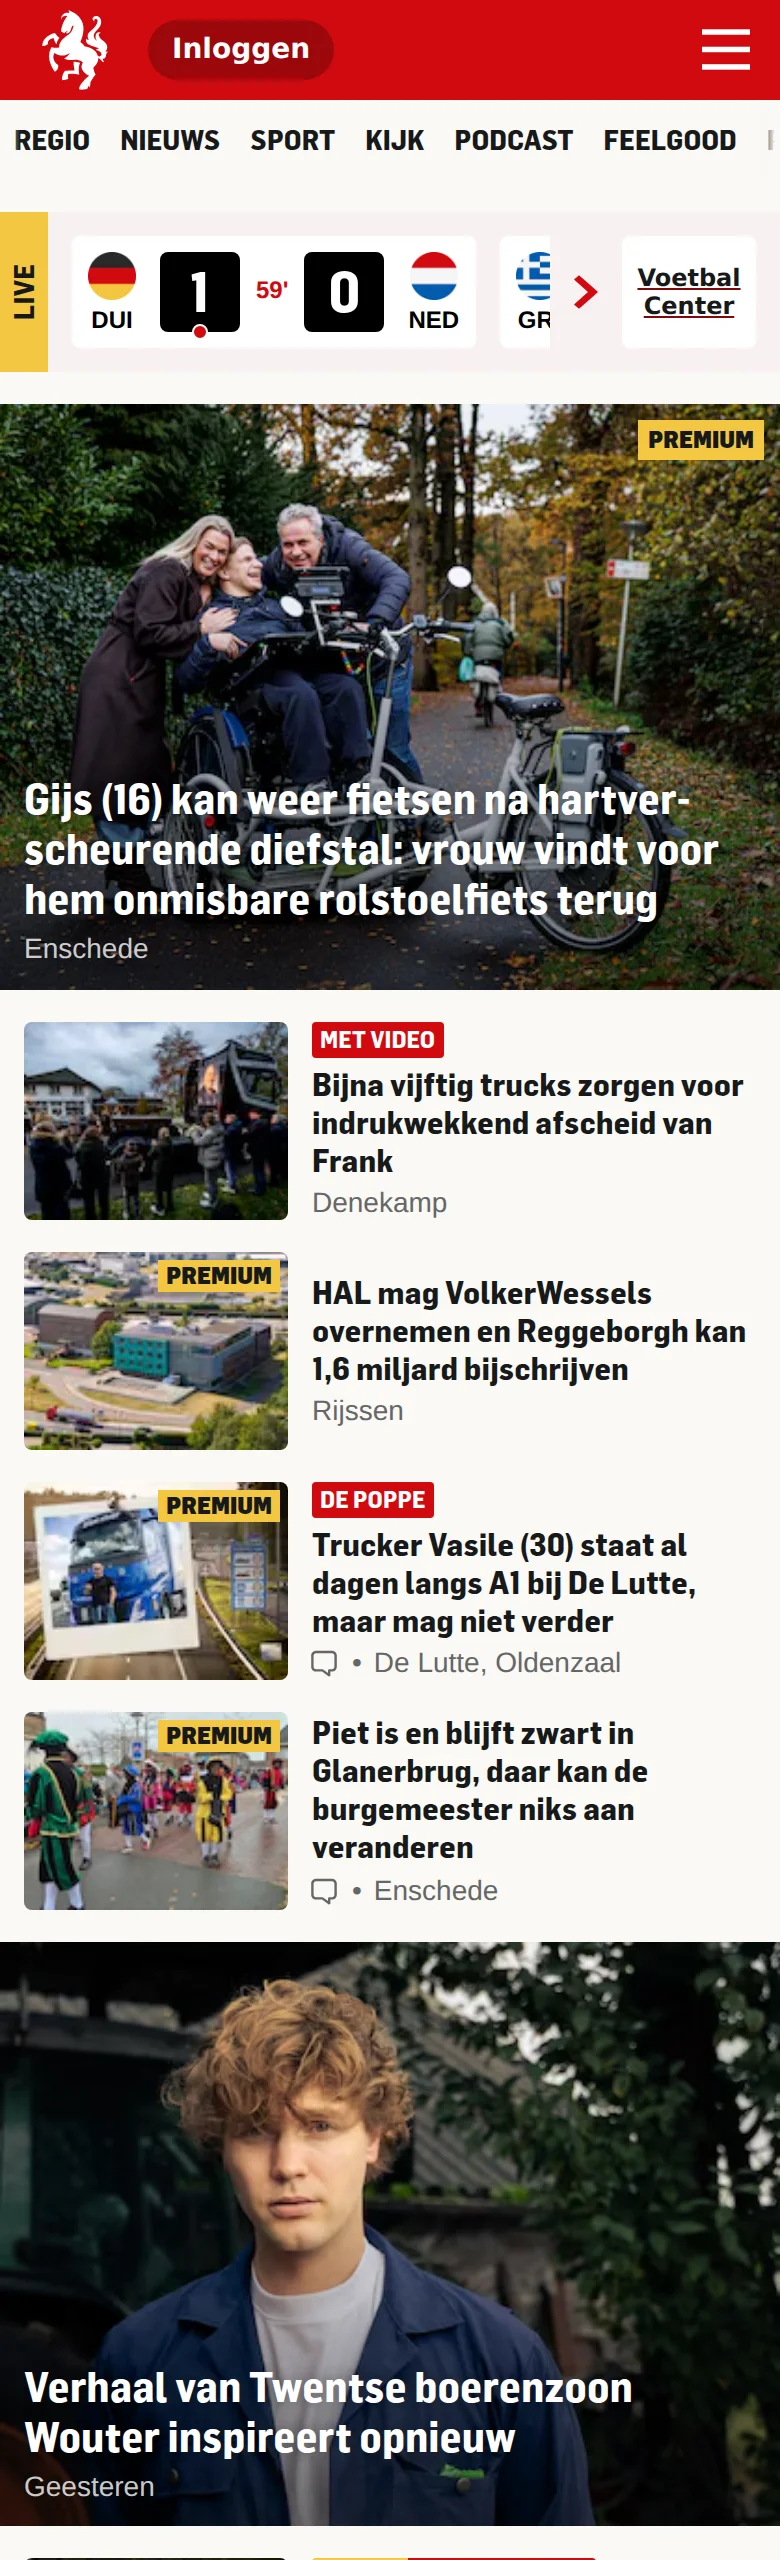 Inloggen
REGIO NIEUWS SPORT KIJK PODCAST FEELGOOD
LIVE
1 59' 0
DUI NED GR
Voetbal
Center
PREMIUM
Gijs (16) kan weer fietsen na hartver-
scheurende diefstal: vrouw vindt voor
hem onmisbare rolstoelfiets terug
Enschede
MET VIDEO
Bijna vijftig trucks zorgen voor
indrukwekkend afscheid van
Frank
Denekamp
PREMIUM
HAL mag VolkerWessels
overnemen en Reggeborgh kan
1,6 miljard bijschrijven
Rijssen
PREMIUM
DE POPPE
Trucker Vasile (30) staat al
dagen langs A1 bij De Lutte,
maar mag niet verder
• De Lutte, Oldenzaal
PREMIUM
Piet is en blijft zwart in
Glanerbrug, daar kan de
burgemeester niks aan
veranderen
• Enschede
Verhaal van Twentse boerenzoon
Wouter inspireert opnieuw
Geesteren